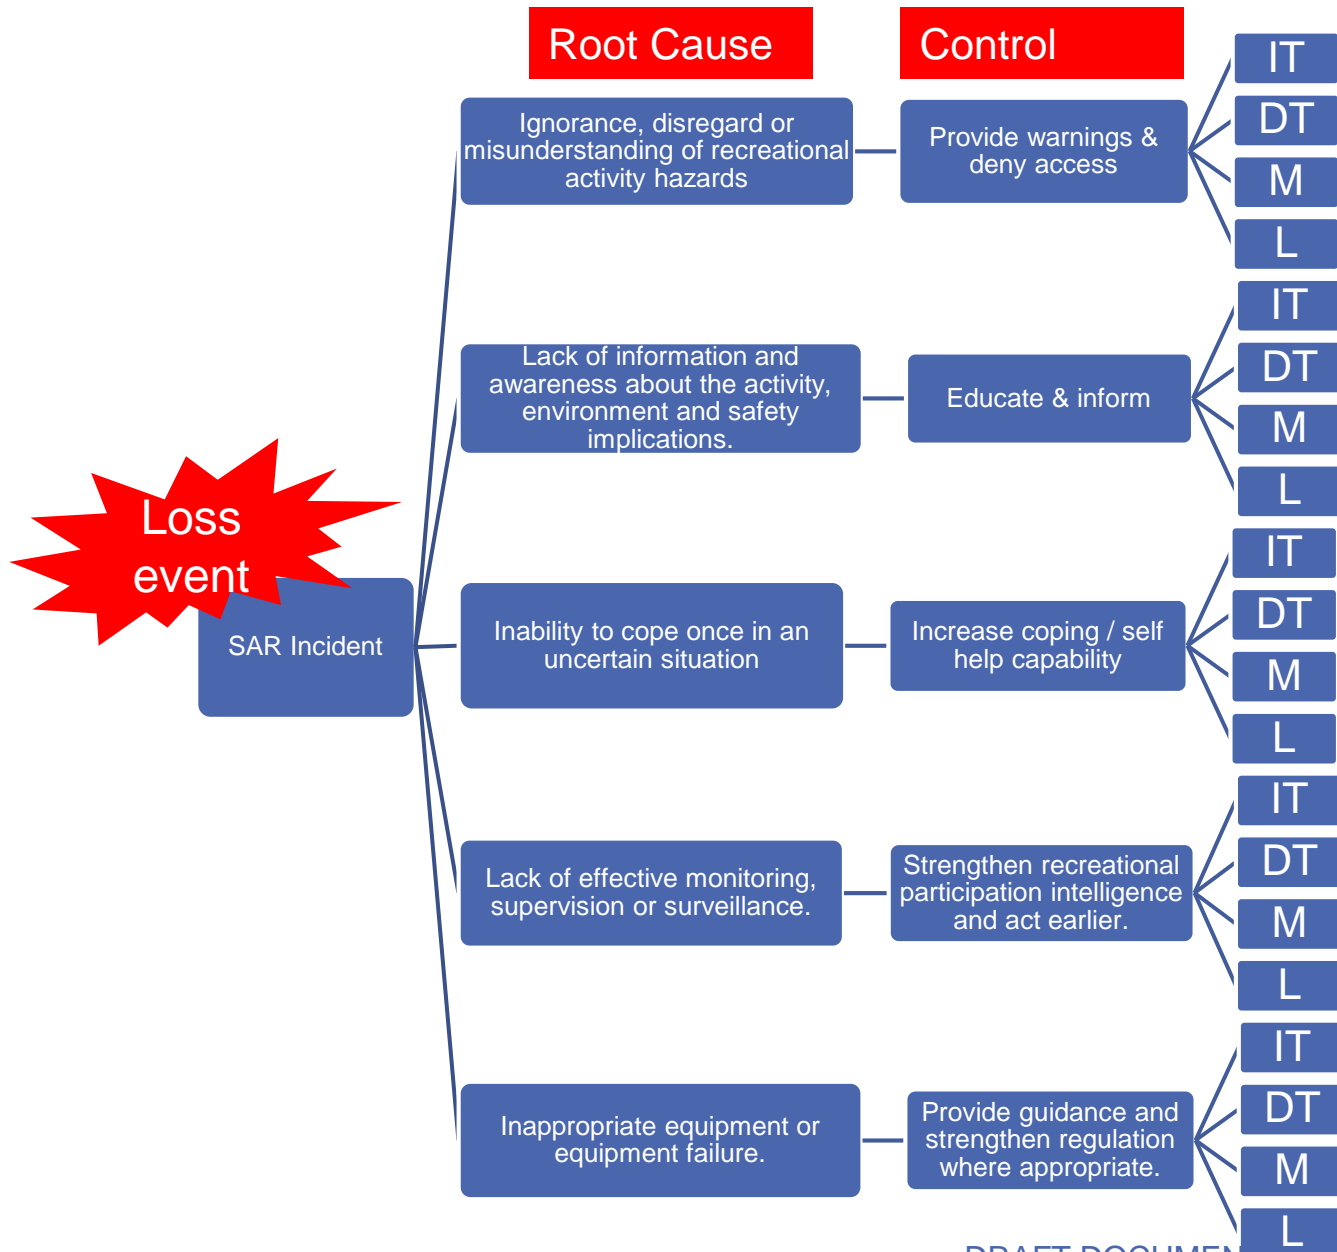 Root Cause
Control
Loss
event
SAR Incident
Ignorance, disregard or
misunderstanding of recreational
activity hazards
Provide warnings &
deny access
IT
DT
M
L
Lack of information and
awareness about the activity,
environment and safety
implications.
Educate & inform
IT
DT
M
L
Inability to cope once in an
uncertain situation
Increase coping / self
help capability
IT
DT
M
L
Lack of effective monitoring,
supervision or surveillance.
Strengthen recreational
participation intelligence
and act earlier.
IT
DT
M
L
Inappropriate equipment or
equipment failure.
Provide guidance and
strengthen regulation
where appropriate.
IT
DT
M
L
DRAFT DOCUMEN